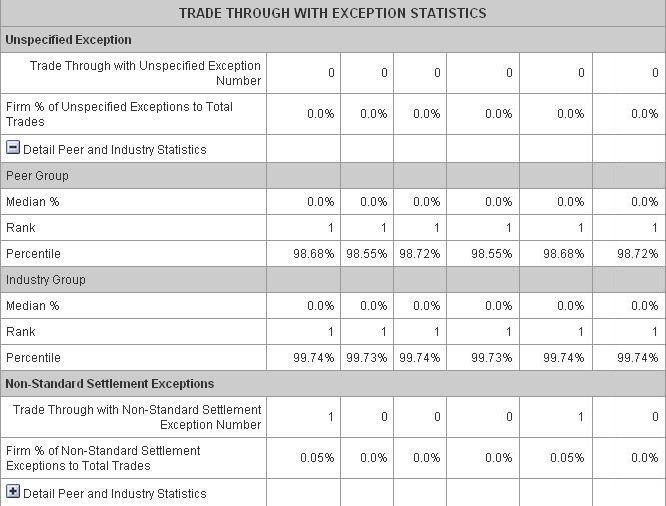 TRADE THROUGH WITH EXCEPTION STATISTICS
Unspecified Exception
Trade Through with Unspecified Exception
Number 0 0 0 0 0 0
Firm % of Unspecified Exceptions to Total
Trades 0.0% 0.0% 0.0% 0.0% 0.0% 0.0%
Detail Peer and Industry Statistics
Peer Group
Median % 0.0% 0.0% 0.0% 0.0% 0.0% 0.0%
Rank 1 1 1 1 1 1
Percentile 98.68% 98.55% 98.72% 98.55% 98.68% 98.72%
Industry Group
Median % 0.0% 0.0% 0.0% 0.0% 0.0% 0.0%
Rank 1 1 1 1 1 1
Percentile 99.74% 99.73% 99.74% 99.73% 99.74% 99.74%
Non-Standard Settlement Exceptions
Trade Through with Non-Standard Settlement
Exception Number 1 0 0 0 1 0
Firm % of Non-Standard Settlement
Exceptions to Total Trades 0.05% 0.0% 0.0% 0.0% 0.05% 0.0%
Detail Peer and Industry Statistics